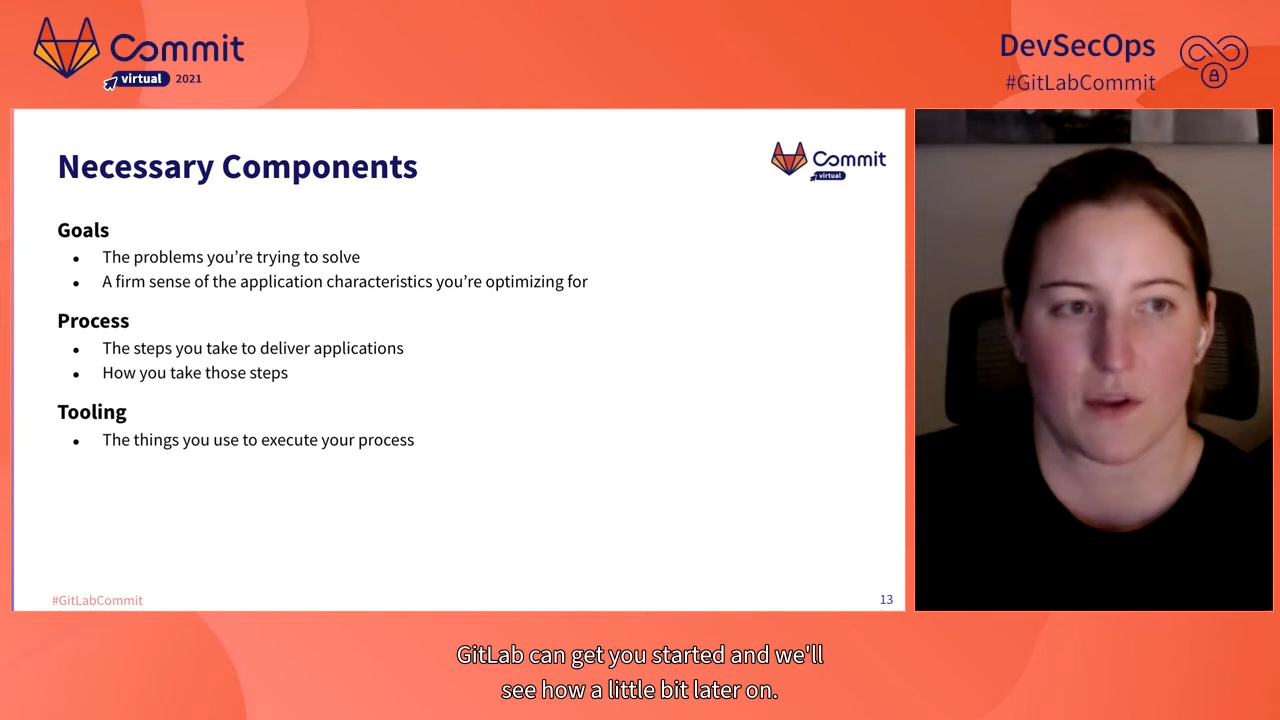 Commit
virtual 2021
DevSecOps
#GitLabCommit
Necessary Components
Commit
virtual
Goals
• The problems you’re trying to solve
• A firm sense of the application characteristics you’re optimizing for
Process
• The steps you take to deliver applications
• How you take those steps
Tooling
• The things you use to execute your process
#GitLabCommit
13
GitLab can get you started and we'll
see how a little bit later on.